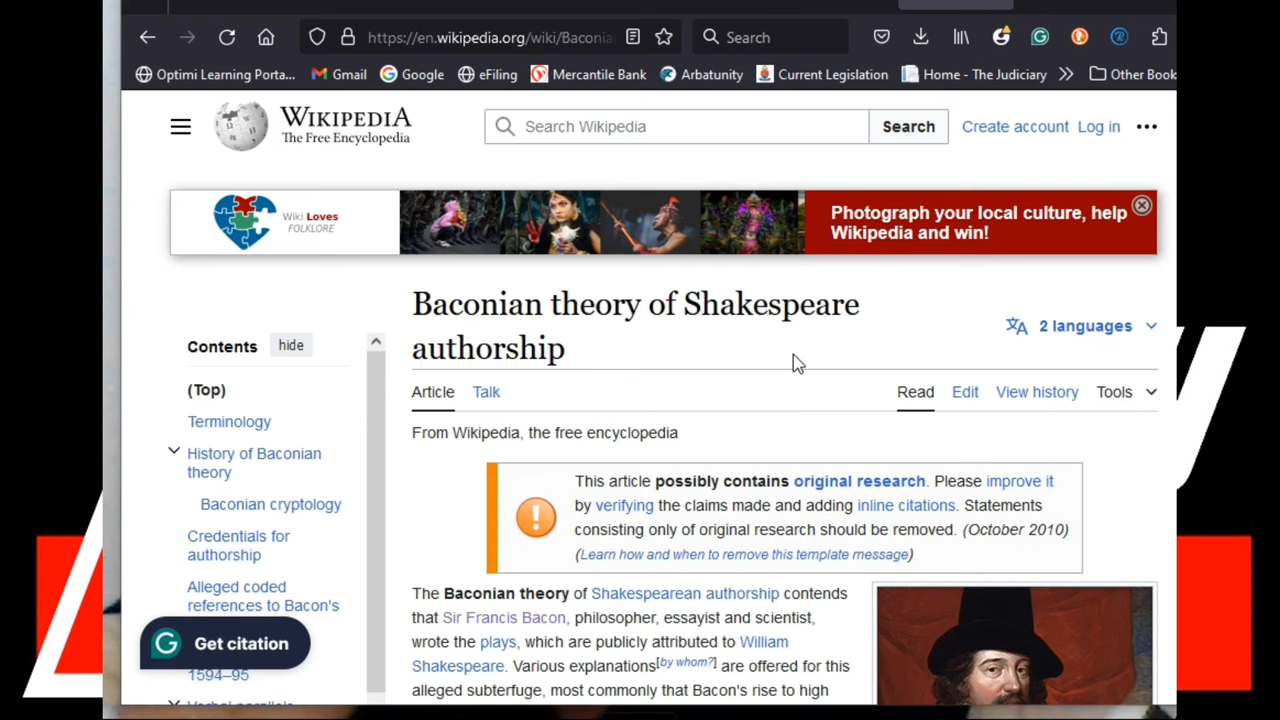 https://en.wikipedia.org/wiki/Baconia
Search
Optimi Learning Porta...
Gmail
Google
eFiling
Mercantile Bank
Arbatunity
Current Legislation
Home - The Judiciary
Other Book
WIKIPEDIA
The Free Encyclopedia
Search Wikipedia
Search
Create account
Log in
Wiki Loves
FOLKLORE
Photograph your local culture, help
Wikipedia and win!
Baconian theory of Shakespeare
authorship
2 languages
Contents
hide
(Top)
Terminology
History of Baconian
theory
Baconian cryptology
Credentials for
authorship
Alleged coded
references to Bacon's
1594–95
Verbal parallels
Get citation
Article
Talk
Read
Edit
View history
Tools
From Wikipedia, the free encyclopedia
This article possibly contains original research. Please improve it
by verifying the claims made and adding inline citations. Statements
consisting only of original research should be removed. (October 2010)
(Learn how and when to remove this template message)
The Baconian theory of Shakespearean authorship contends
that Sir Francis Bacon, philosopher, essayist and scientist,
wrote the plays, which are publicly attributed to William
Shakespeare. Various explanations[by whom?] are offered for this
alleged subterfuge, most commonly that Bacon's rise to high